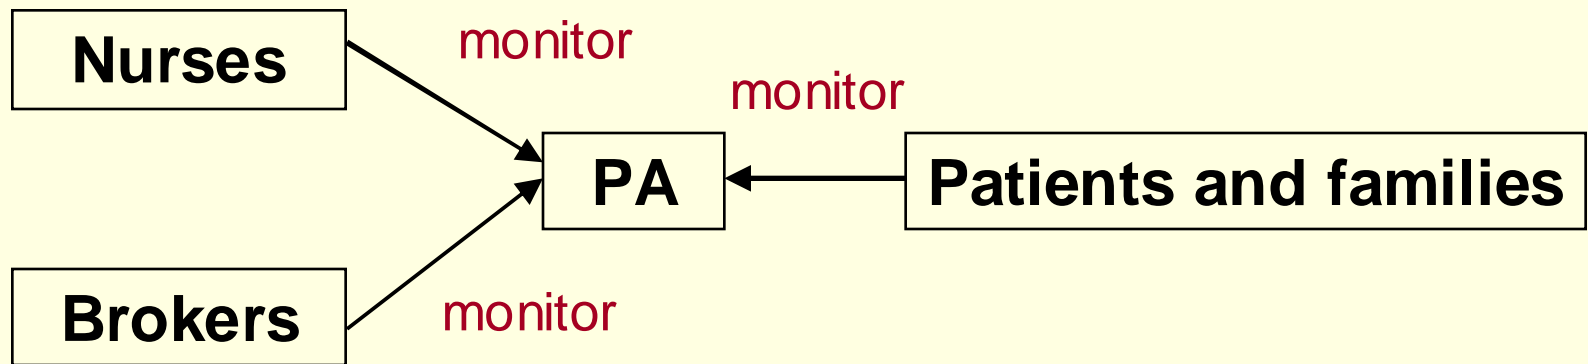 Nurses
monitor
monitor
PA
Patients and families
Brokers
monitor